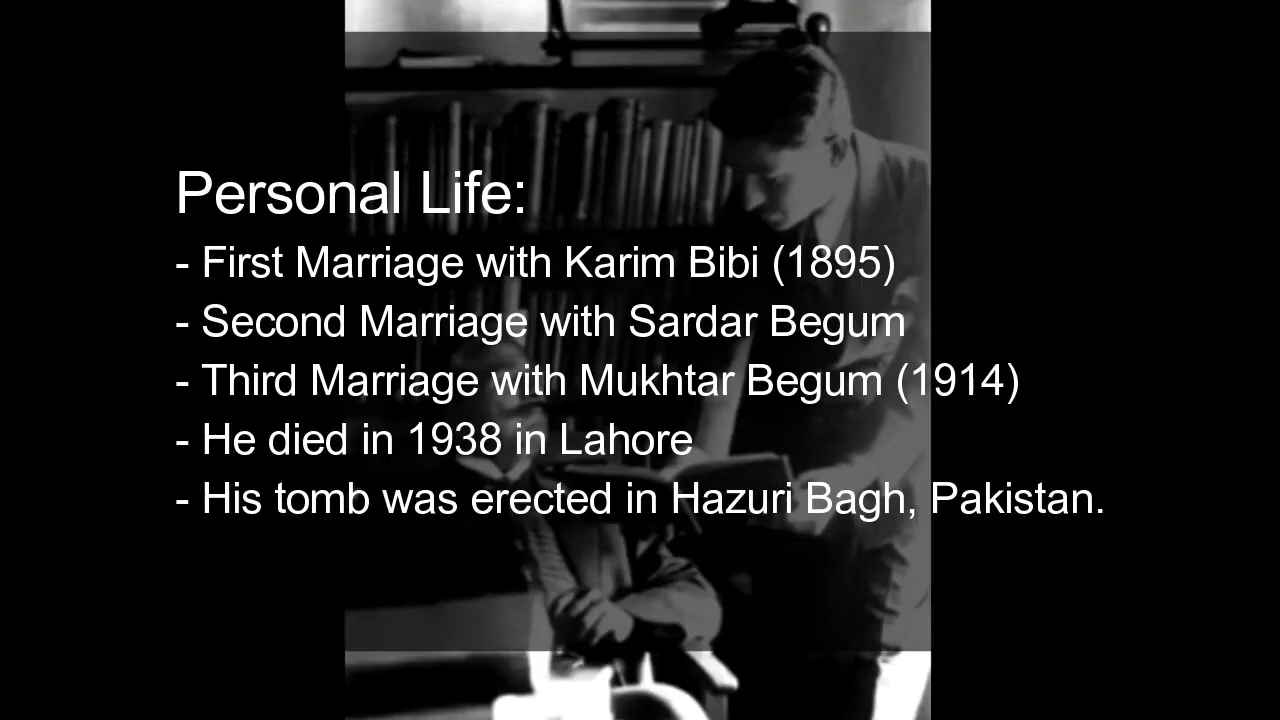 Personal Life:
- First Marriage with Karim Bibi (1895)
- Second Marriage with Sardar Begum
- Third Marriage with Mukhtar Begum (1914)
- He died in 1938 in Lahore
- His tomb was erected in Hazuri Bagh, Pakistan.